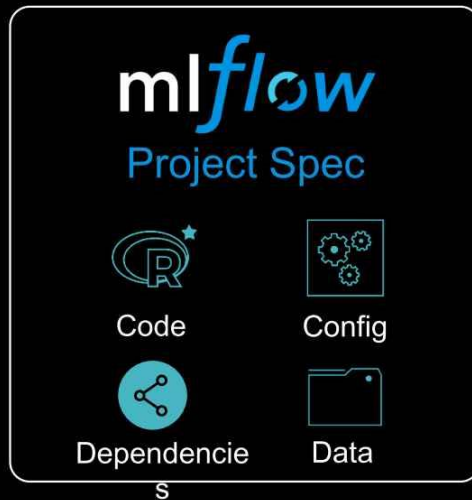 mlflow
Project Spec
R
Code
Config
Dependencie
s
Data